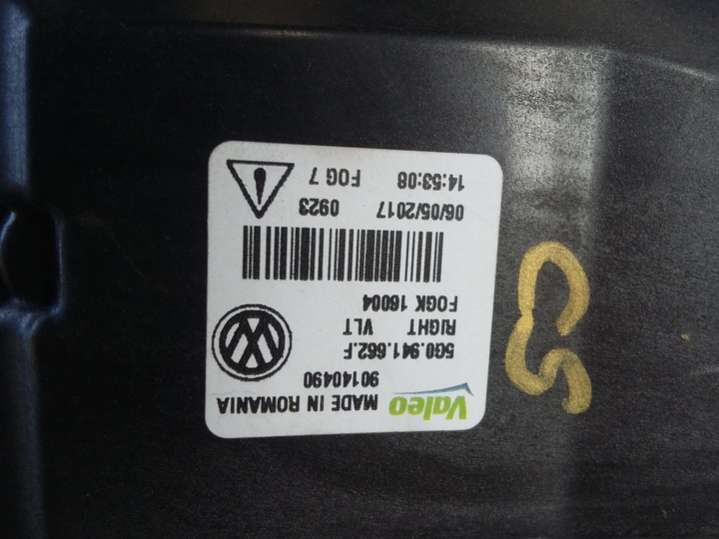 Valeo MADE IN ROMANIA
90140490
5G0.941.662.F
RIGHT VLT
FOGK 16004
06/05/2017 0923
14:53:08 FOG 7
CS